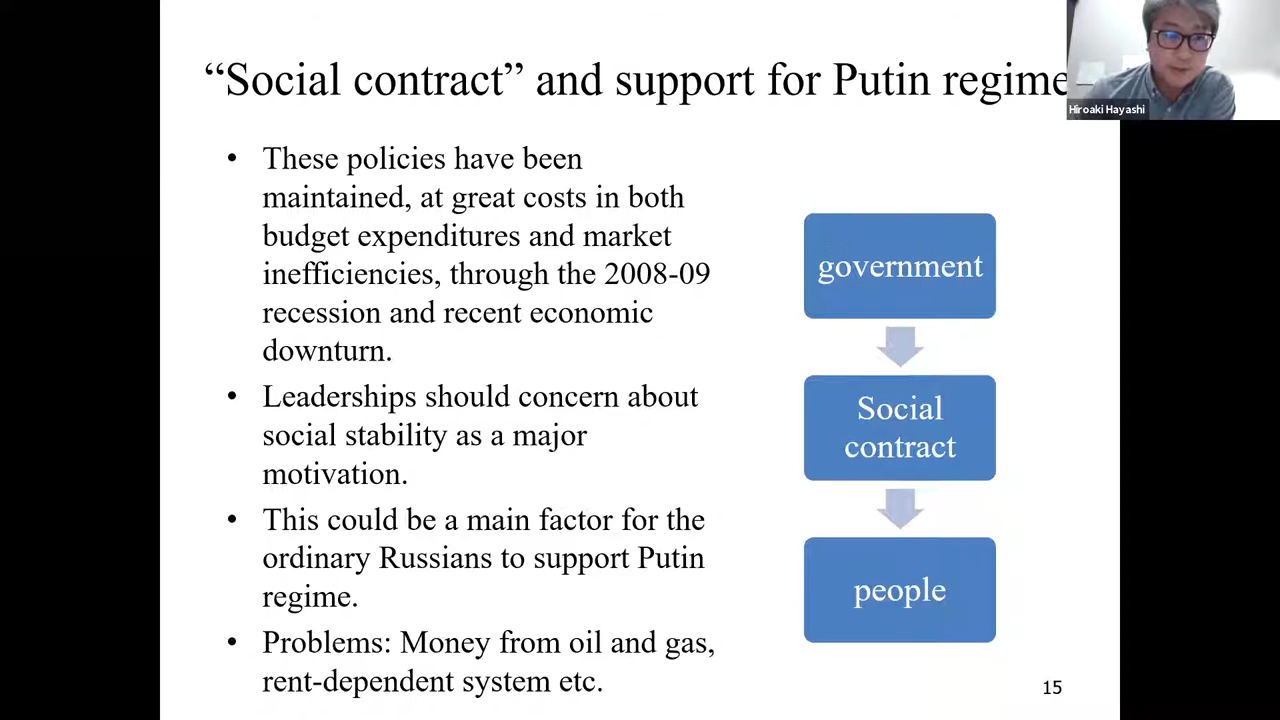 “Social contract” and support for Putin regime
Hiroaki Hayashi
• These policies have been
maintained, at great costs in both
budget expenditures and market
inefficiencies, through the 2008-09
recession and recent economic
downturn.
• Leaderships should concern about
social stability as a major
motivation.
• This could be a main factor for the
ordinary Russians to support Putin
regime.
• Problems: Money from oil and gas,
rent-dependent system etc.
government
Social
contract
people
15